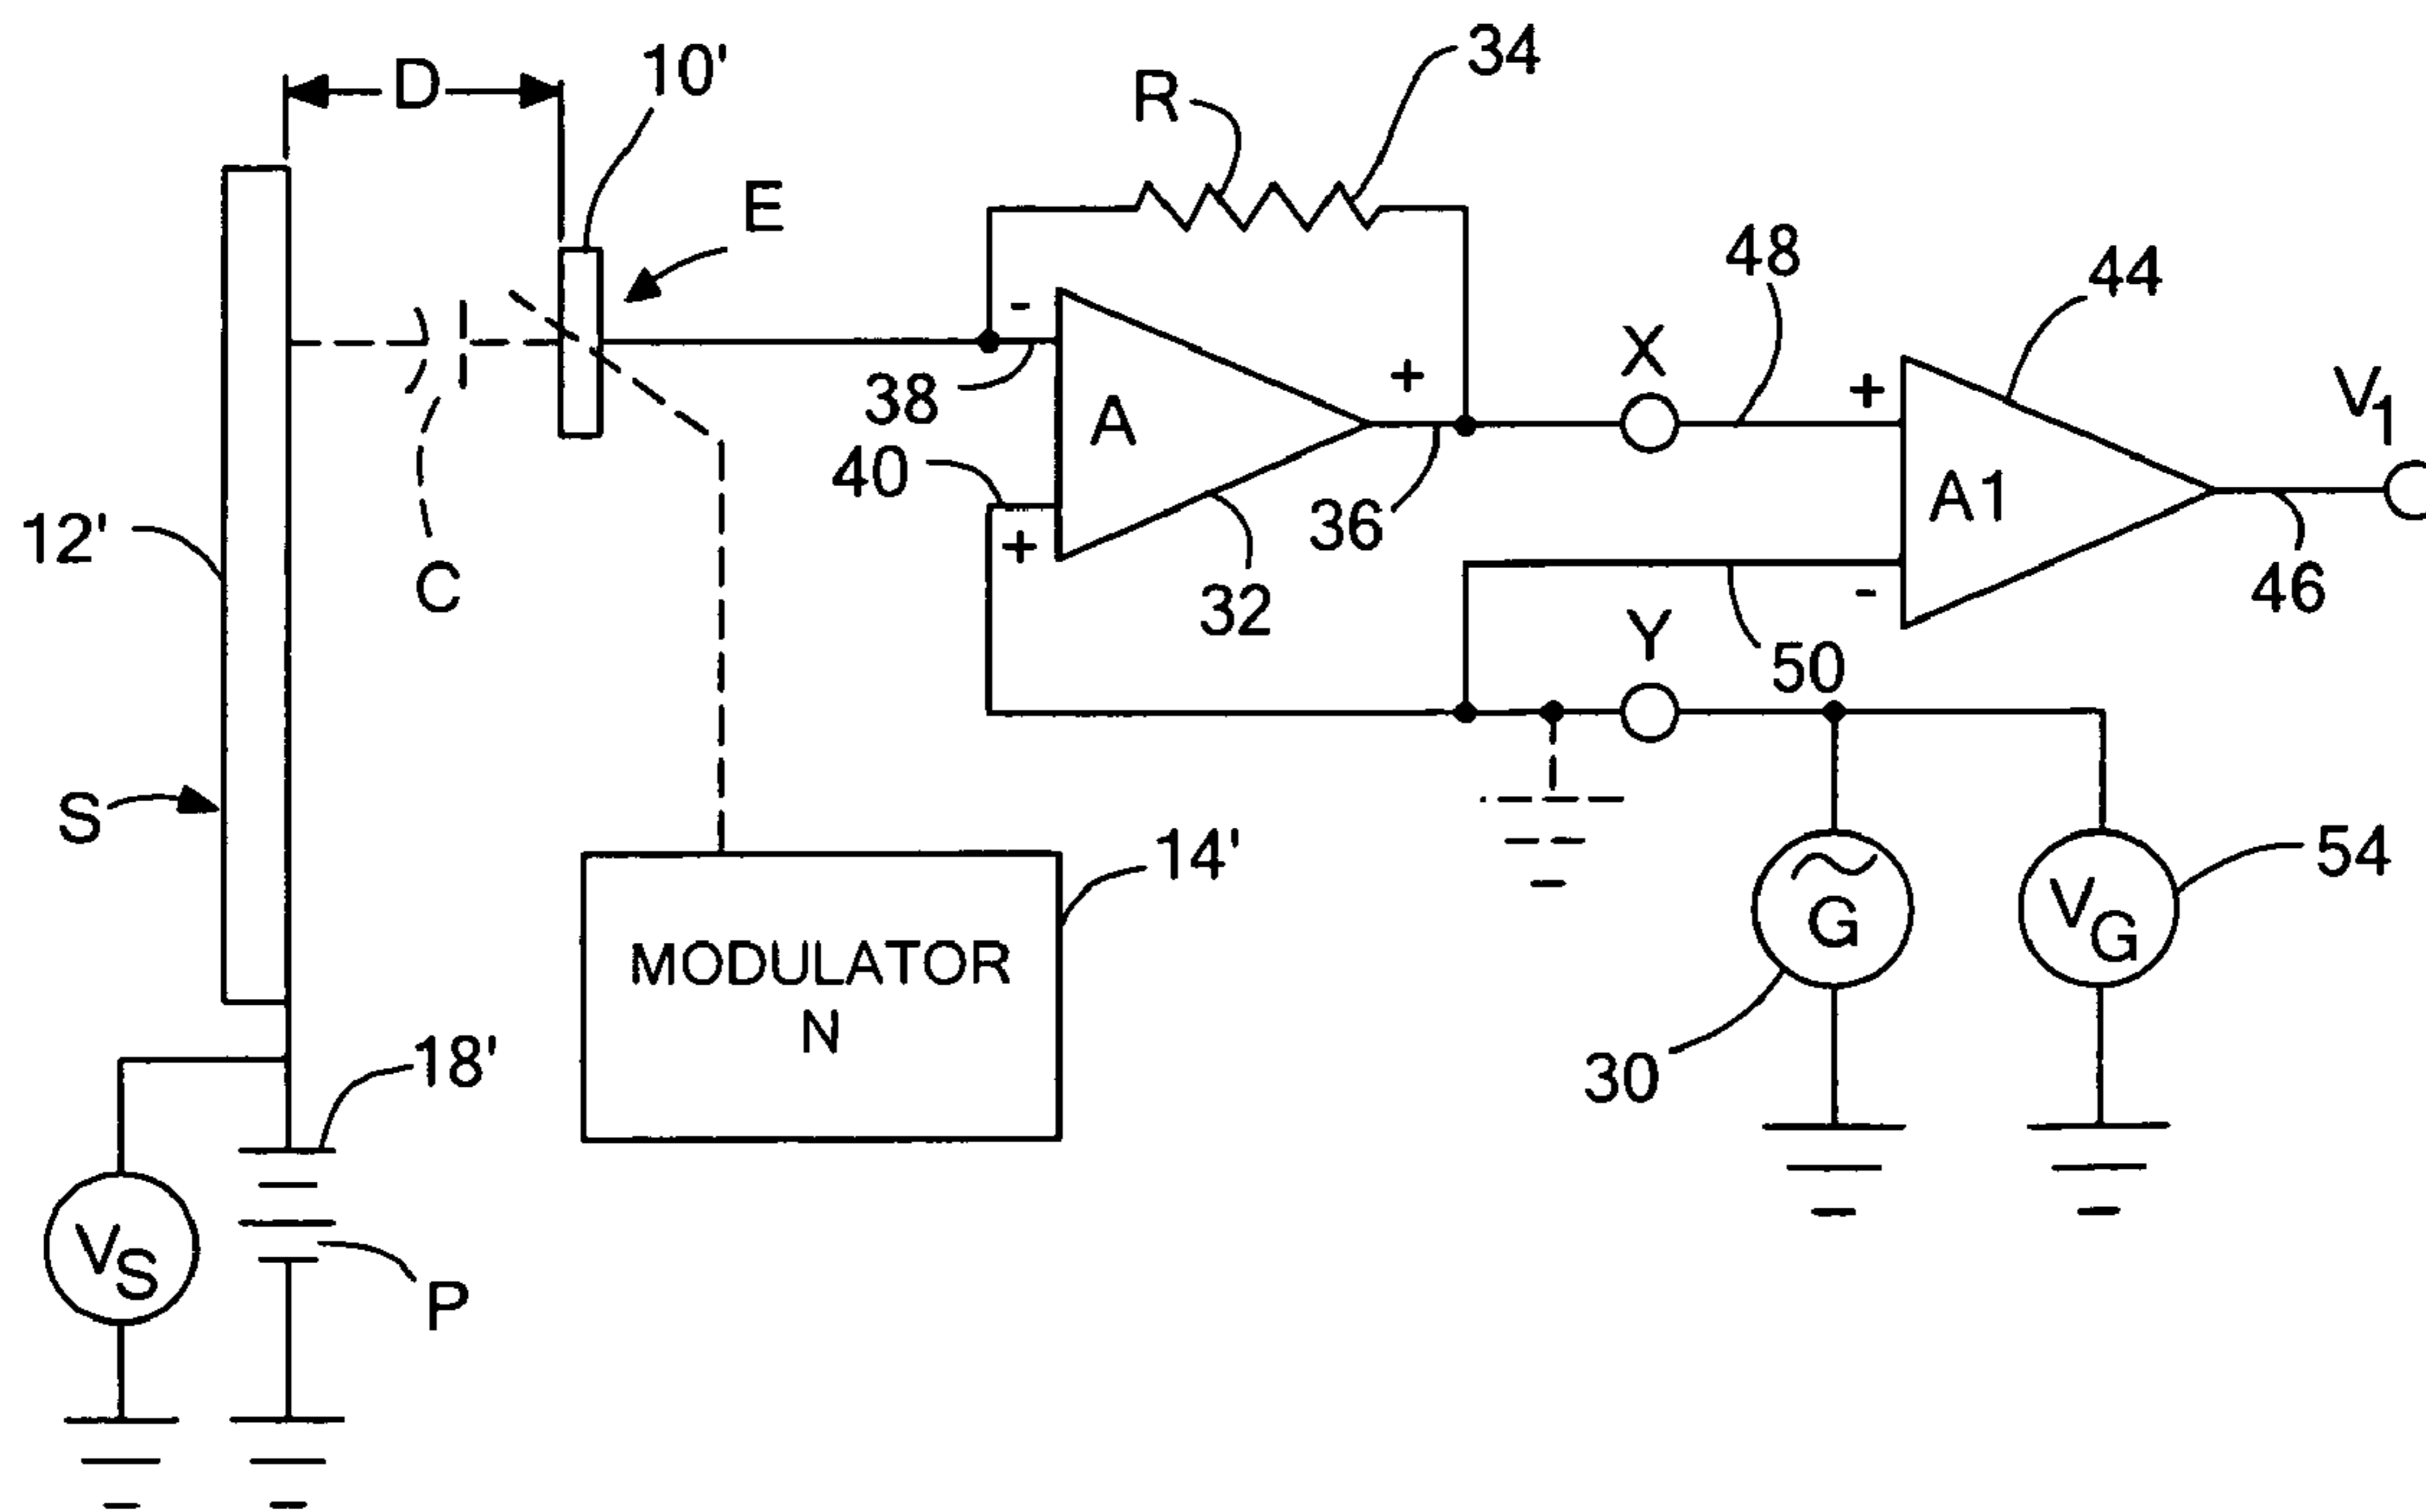 D
10'
R
34
E
48
44
X
-
+
+
V1
38
A
40
36
A1
12'
+
C
32
-
46
Y
50
S
14'
54
MODULATOR
N
G
VG
18'
30
VS
P